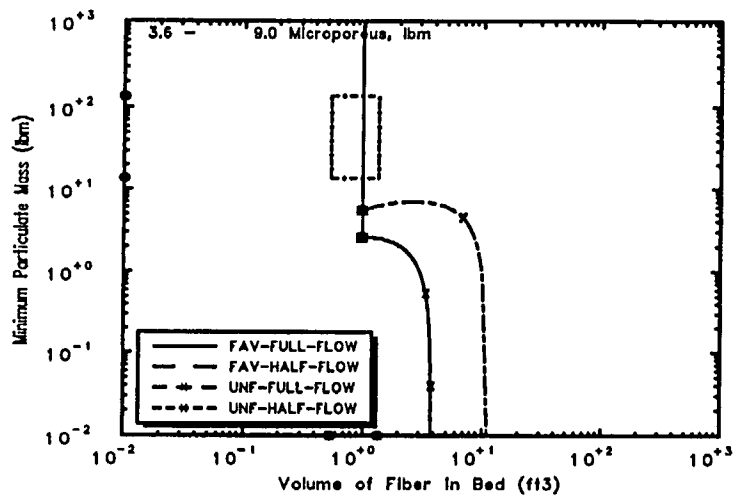 10+3
3.6 – 9.0 Microporous, lbm
10+2
10+1
10+0
10-1
10-2
Minimum Particulate Mass (lbm)
FAV-FULL-FLOW
FAV-HALF-FLOW
UNF-FULL-FLOW
UNF-HALF-FLOW
10-2 10-1 10+0 10+1 10+2 10+3
Volume of Fiber in Bed (ft3)